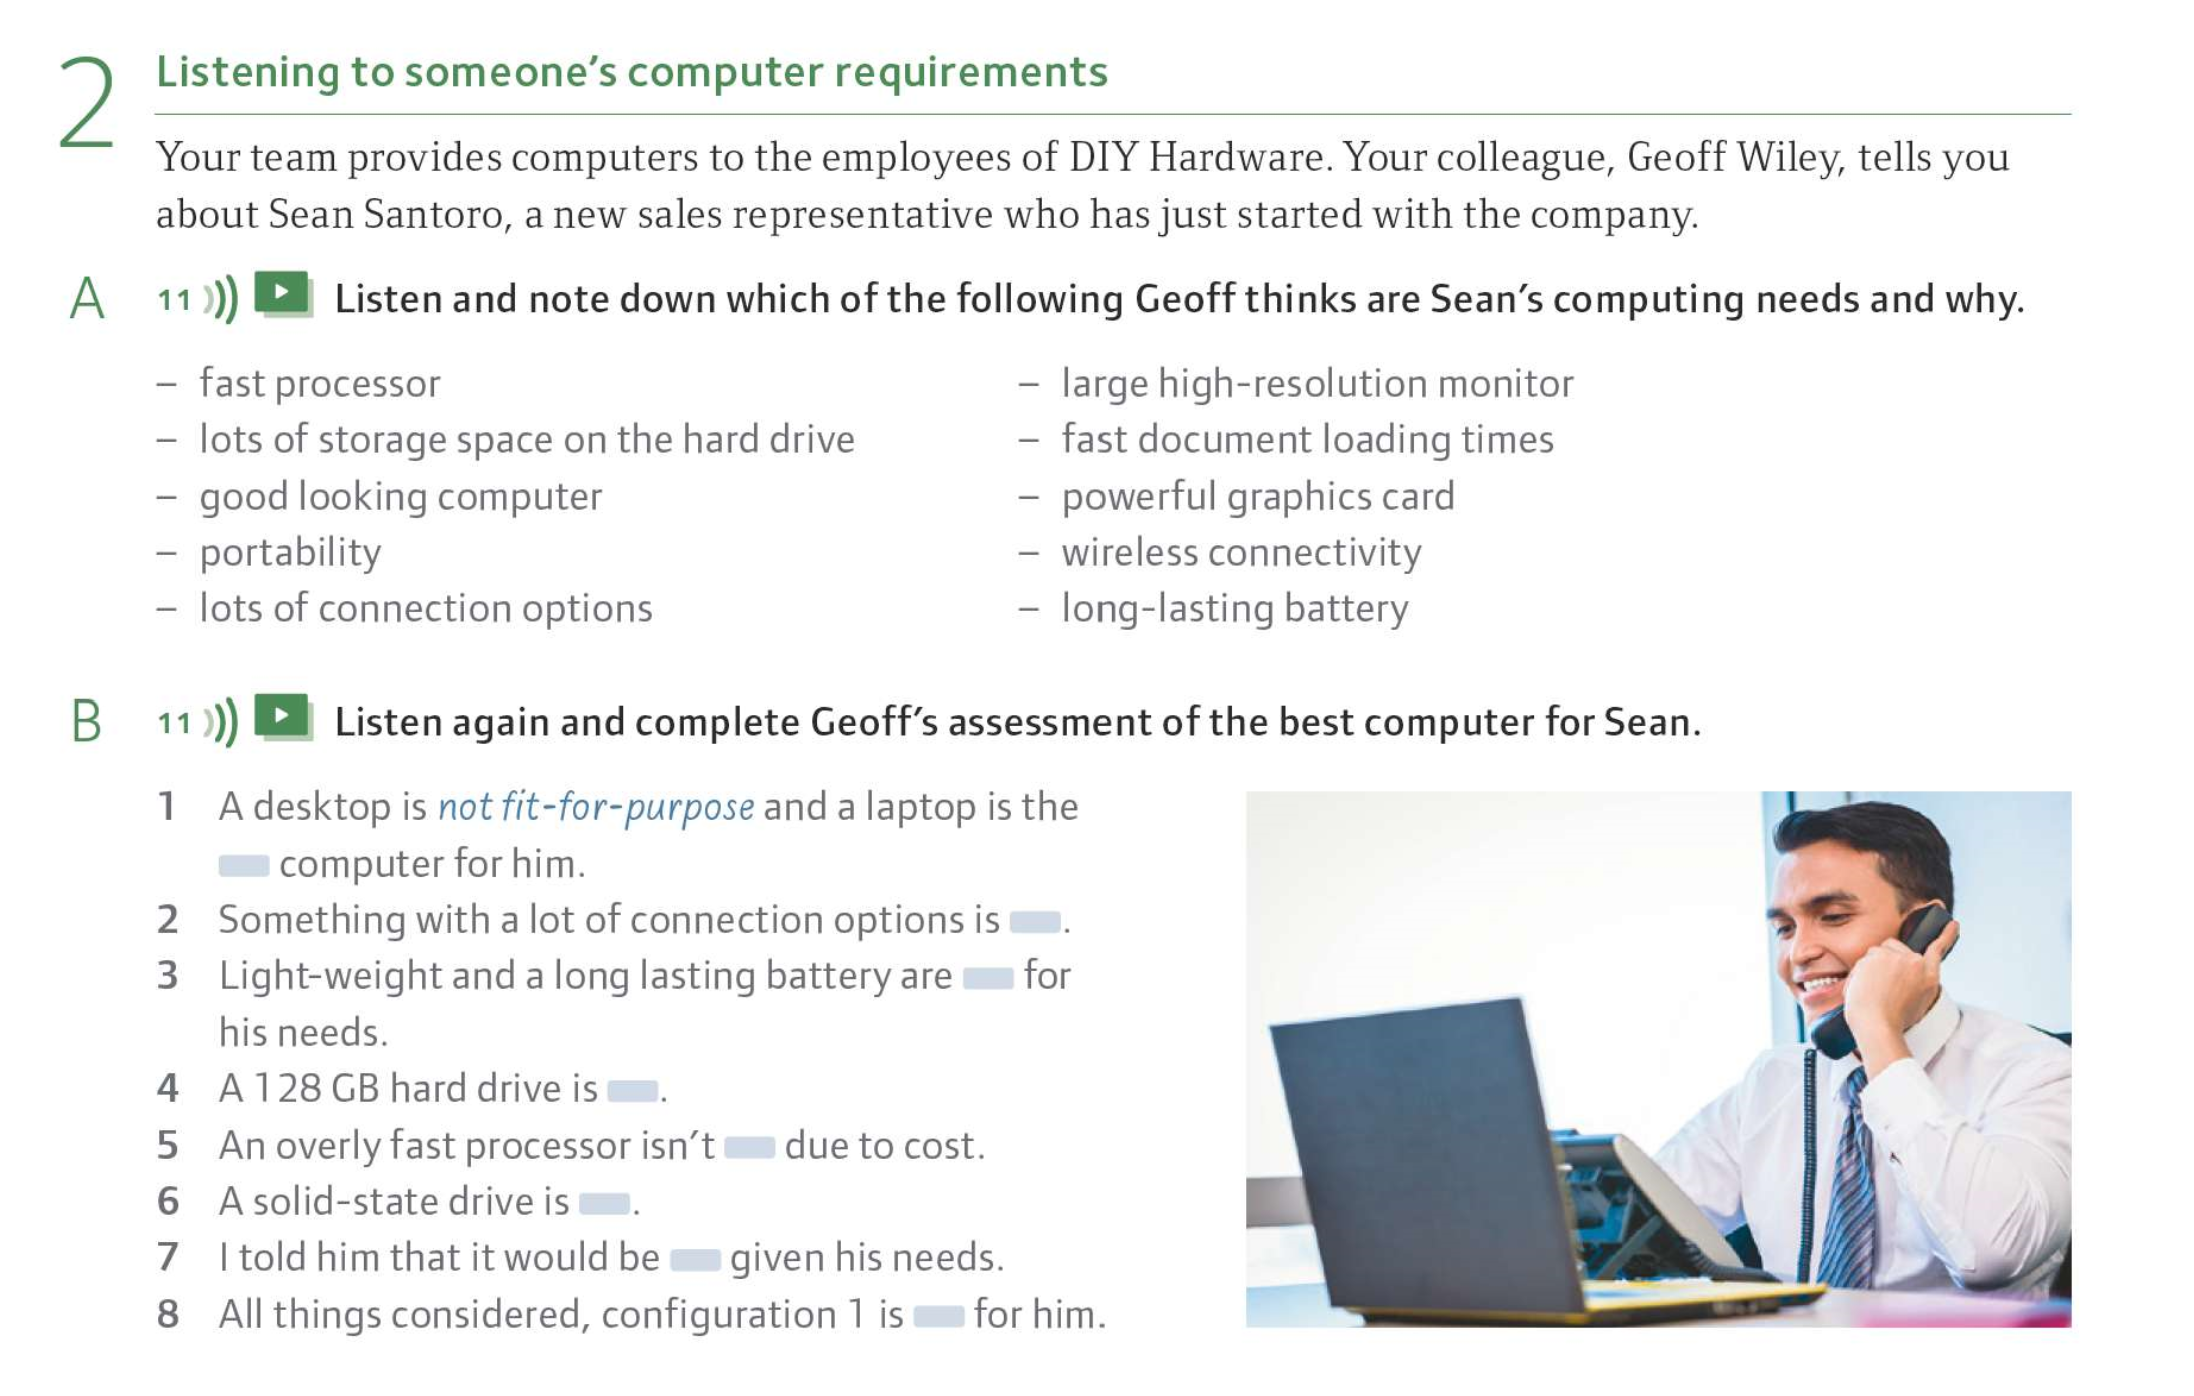 2
Listening to someone's computer requirements
Your team provides computers to the employees of DIY Hardware. Your colleague, Geoff Wiley, tells you
about Sean Santoro, a new sales representative who has just started with the company.
A 11 Listen and note down which of the following Geoff thinks are Sean's computing needs and why.
– fast processor
– lots of storage space on the hard drive
– good looking computer
– portability
– lots of connection options
– large high-resolution monitor
– fast document loading times
– powerful graphics card
– wireless connectivity
– long-lasting battery
B 11 Listen again and complete Geoff's assessment of the best computer for Sean.
1 A desktop is not fit-for-purpose and a laptop is the
computer for him.
2 Something with a lot of connection options is .
3 Light-weight and a long lasting battery are for
his needs.
4 A 128 GB hard drive is .
5 An overly fast processor isn't due to cost.
6 A solid-state drive is .
7 I told him that it would be given his needs.
8 All things considered, configuration 1 is for him.